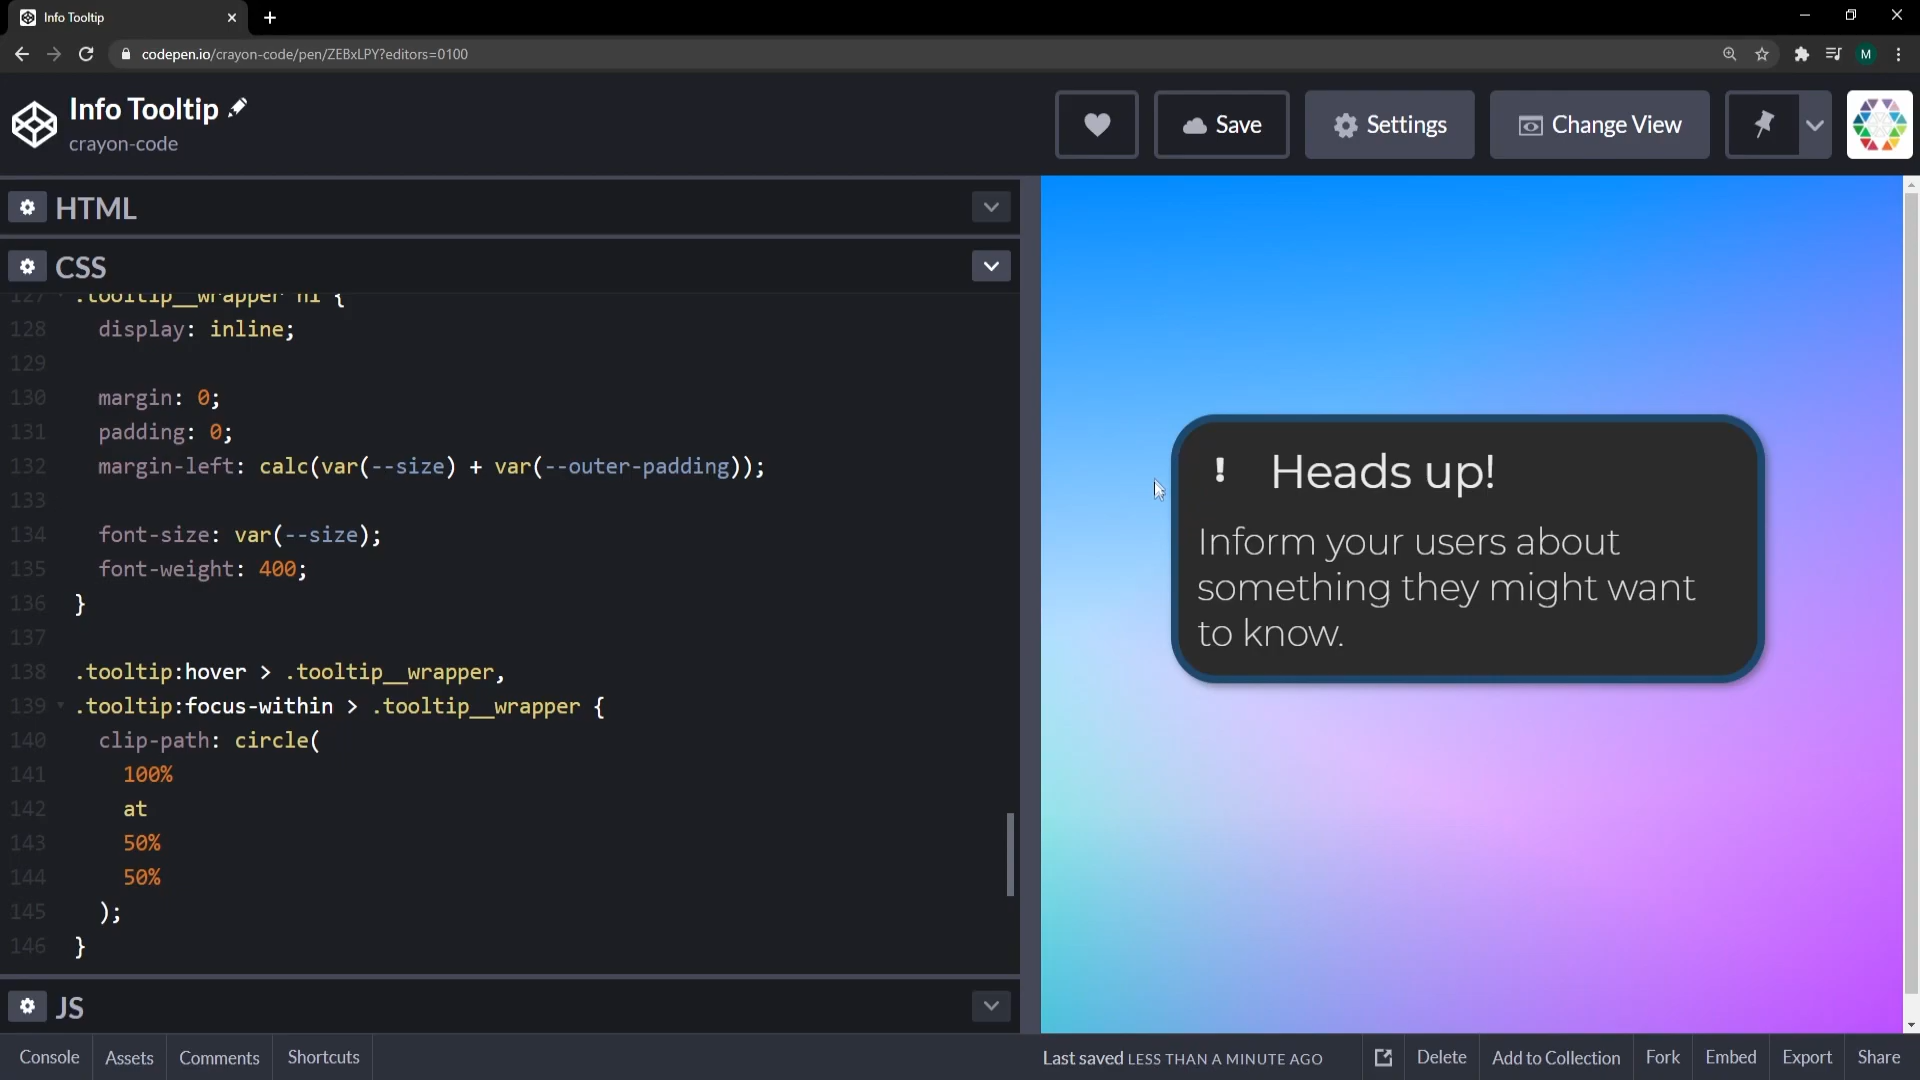 Info Tooltip
codepen.io/crayon-code/pen/ZEBxLPY?editors=0100
M
Info Tooltip
crayon-code
Save
Settings
Change View
HTML
CSS
127 .tooltip__wrapper h1 {
128 display: inline;
129
130 margin: 0;
131 padding: 0;
132 margin-left: calc(var(--size) + var(--outer-padding));
133
134 font-size: var(--size);
135 font-weight: 400;
136 }
137
138 .tooltip:hover > .tooltip__wrapper,
139 .tooltip:focus-within > .tooltip__wrapper {
140 clip-path: circle(
141 100%
142 at
143 50%
144 50%
145 );
146 }
! Heads up!
Inform your users about
something they might want
to know.
JS
Console Assets Comments Shortcuts
Last saved LESS THAN A MINUTE AGO
Delete Add to Collection Fork Embed Export Share